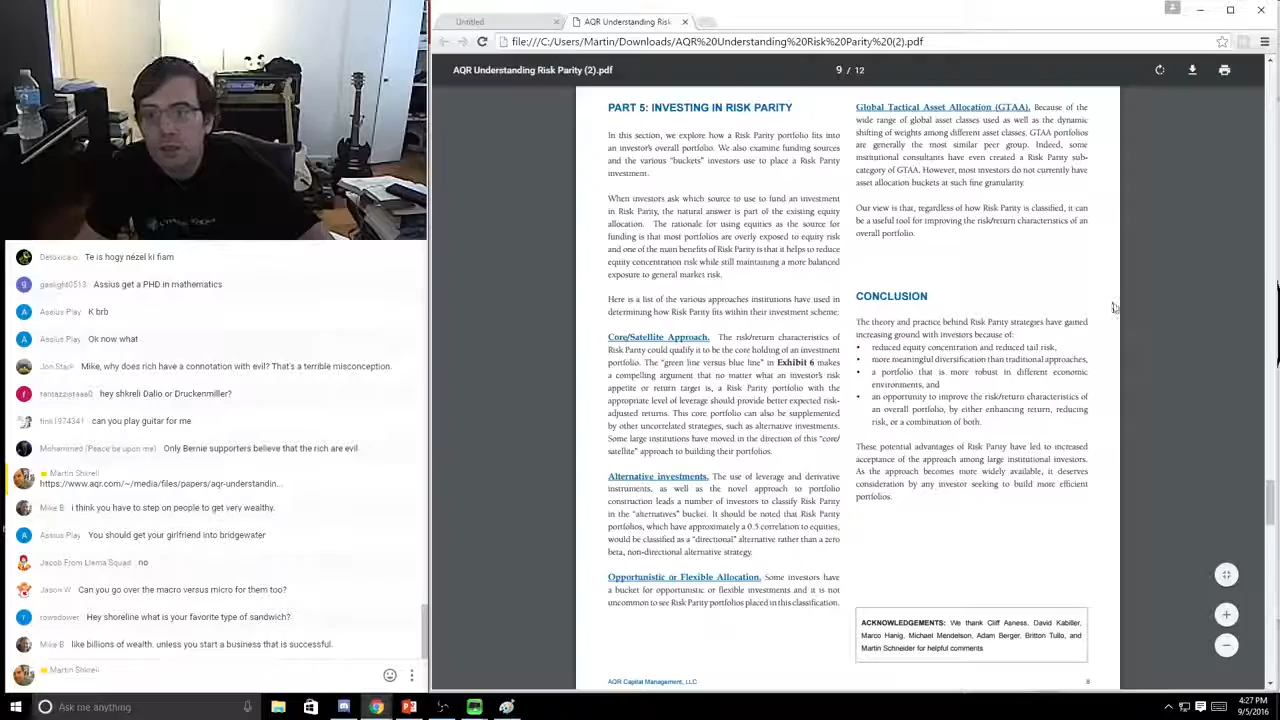 Untitled
AQR Understanding Risk
file:///C:/Users/Martin/Downloads/AQR%20Understanding%20Risk%20Parity%20(2).pdf
AQR Understanding Risk Parity (2).pdf
9 / 12
PART 5: INVESTING IN RISK PARITY
In this section, we explore how a Risk Parity portfolio fits into
an investor's overall portfolio. We also examine funding sources
and the various "buckets" investors use to place a Risk Parity
investment.
When investors ask which source to use to fund an investment
in Risk Parity, the natural answer is part of the existing equity
allocation. The rationale for using equities as the source for
funding is that most portfolios are overly exposed to equity risk
and one of the main benefits of Risk Parity is that it helps to reduce
equity concentration risk while still maintaining a more balanced
exposure to general market risk.
Here is a list of the various approaches institutions have used in
determining how Risk Parity fits within their investment scheme:
Core/Satellite Approach. The risk/return characteristics of
Risk Parity could qualify it to be the core holding of an investment
portfolio. The "green line versus blue line" in Exhibit 6 makes
a compelling argument that no matter what an investor's risk
appetite or return target is, a Risk Parity portfolio with the
appropriate level of leverage should provide better expected risk-
adjusted returns. This core portfolio can also be supplemented
by other uncorrelated strategies, such as alternative investments.
Some large institutions have moved in the direction of this "core/
satellite" approach to building their portfolios.
Alternative investments. The use of leverage and derivative
instruments, as well as the novel approach to portfolio
construction leads a number of investors to classify Risk Parity
in the "alternatives" bucket. It should be noted that Risk Parity
portfolios, which have approximately a 0.5 correlation to equities,
would be classified as a "directional" alternative rather than a zero
beta, non-directional alternative strategy.
Opportunistic or Flexible Allocation. Some investors have
a bucket for opportunistic or flexible investments and it is not
uncommon to see Risk Parity portfolios placed in this classification.
Global Tactical Asset Allocation (GTAA). Because of the
wide range of global asset classes used as well as the dynamic
shifting of weights among different asset classes, GTAA portfolios
are generally the most similar peer group. Indeed, some
institutional consultants have even created a Risk Parity sub-
category of GTAA. However, most investors do not currently have
asset allocation buckets at such fine granularity.
Our view is that, regardless of how Risk Parity is classified, it can
be a useful tool for improving the risk/return characteristics of an
overall portfolio.
CONCLUSION
The theory and practice behind Risk Parity strategies have gained
increasing ground with investors because of:
• reduced equity concentration and reduced tail risk,
• more meaningful diversification than traditional approaches,
• a portfolio that is more robust in different economic
environments, and
• an opportunity to improve the risk/return characteristics of
an overall portfolio, by either enhancing return, reducing
risk, or a combination of both.
These potential advantages of Risk Parity have led to increased
acceptance of the approach among large institutional investors.
As the approach becomes more widely available, it deserves
consideration by any investor seeking to build more efficient
portfolios.
ACKNOWLEDGEMENTS: We thank Cliff Asness, David Kabiller,
Marco Hanig, Michael Mendelson, Adam Berger, Britton Tullo, and
Martin Schneider for helpful comments
AQR Capital Management, LLC
8
Te is hogy nézel ki fiam
gaslight0513 Assius get a PHD in mathematics
Assius Play K brb
Assius Play Ok now what
Jon Stark Mike, why does rich have a connotation with evil? That's a terrible misconception.
hey shkreli Dalio or Druckenmiller?
can you play guitar for me
Mohammed (Peace be upon me) Only Bernie supporters believe that the rich are evil
Martin Shkreli
https://www.aqr.com/~/media/files/papers/aqr-understandin...
Mike B i think you have to step on people to get very wealthy.
Assius Play You should get your girlfriend into bridgewater
Jacob From Llema Squad no
Jason W Can you go over the macro versus micro for them too?
rowsdower Hey shoreline what is your favorite type of sandwich?
Mike B like billions of wealth. unless you start a business that is successful.
Martin Shkreli
Ask me anything
4:27 PM
9/5/2016